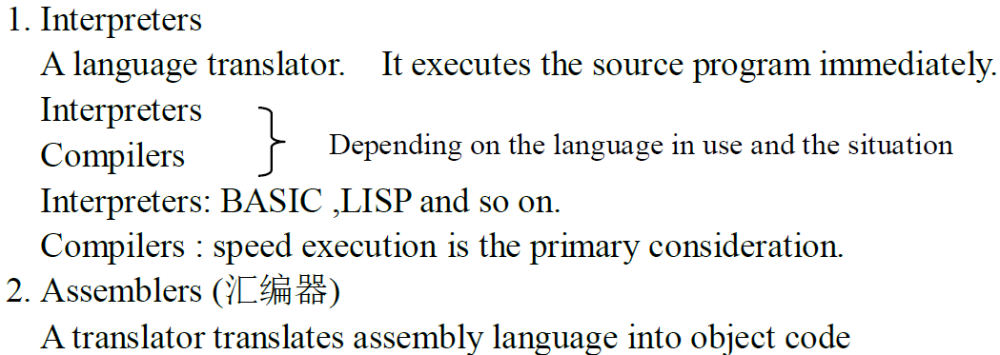 1. Interpreters
A language translator. It executes the source program immediately.
Interpreters
Compilers
Depending on the language in use and the situation
Interpreters: BASIC ,LISP and so on.
Compilers : speed execution is the primary consideration.
2. Assemblers (汇编器)
A translator translates assembly language into object code